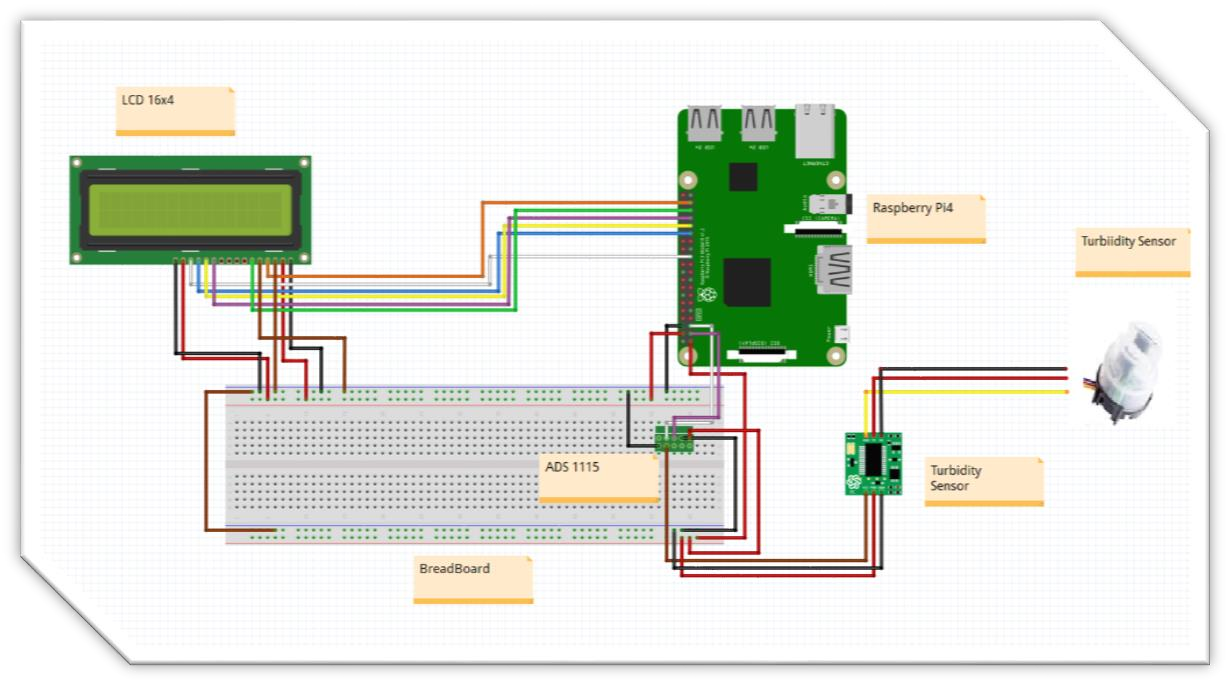 LCD 16x4
Raspberry Pi4
Turbiidity Sensor
ADS 1115
Turbidity
Sensor
BreadBoard